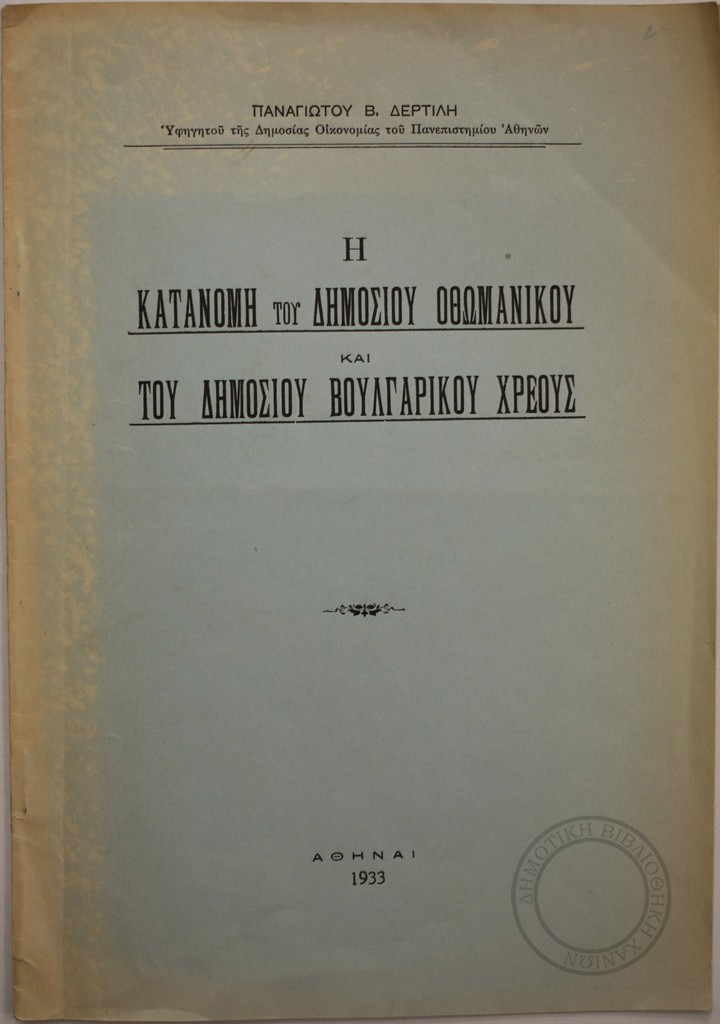 ΠΑΝΑΓΙΩΤΟΥ Β. ΔΕΡΤΙΛΗ
Ὑφηγητοῦ τῆς Δημοσίας Οἰκονομίας τοῦ Πανεπιστημίου Ἀθηνῶν
Η
ΚΑΤΑΝΟΜΗ ΤΟΥ ΔΗΜΟΣΙΟΥ ΟΘΩΜΑΝΙΚΟΥ
ΚΑΙ
ΤΟΥ ΔΗΜΟΣΙΟΥ ΒΟΥΛΓΑΡΙΚΟΥ ΧΡΕΟΥΣ
ΑΘΗΝΑΙ
1933
ΔΗΜΟΤΙΚΗ ΒΙΒΛΙΟΘΗΚΗ ΧΑΝΙΩΝ